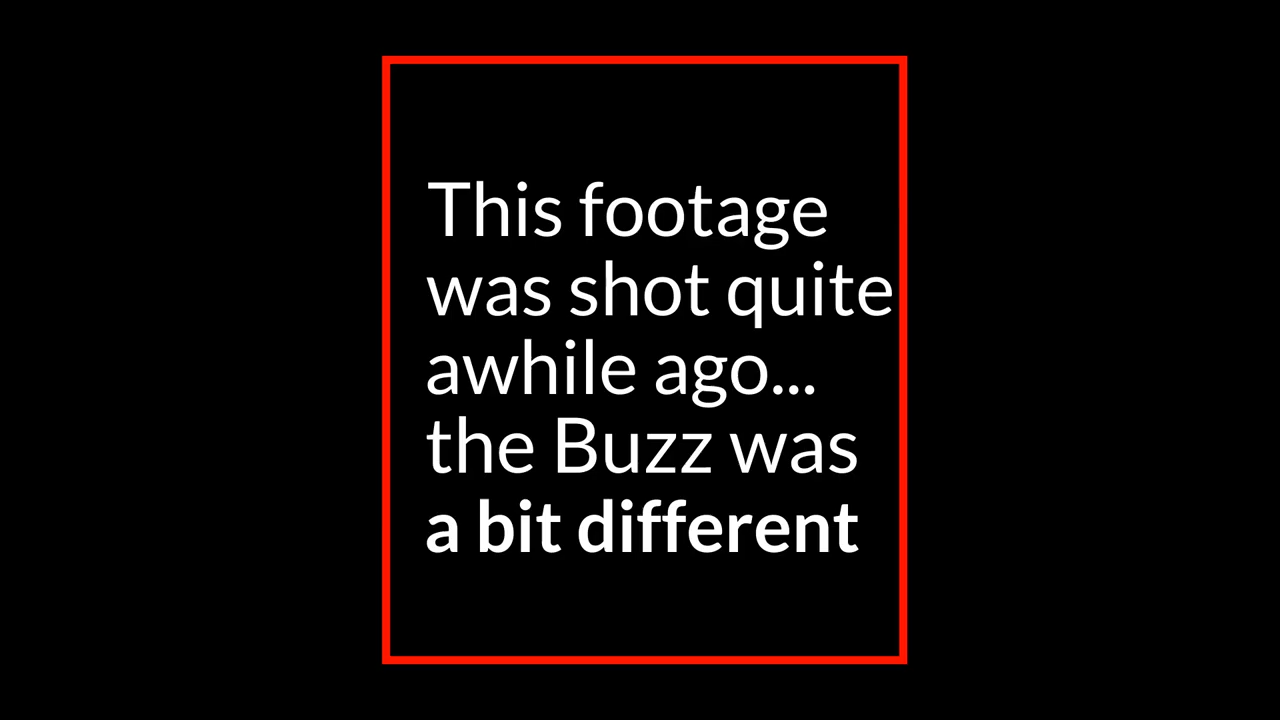 This footage
was shot quite
awhile ago...
the Buzz was
a bit different